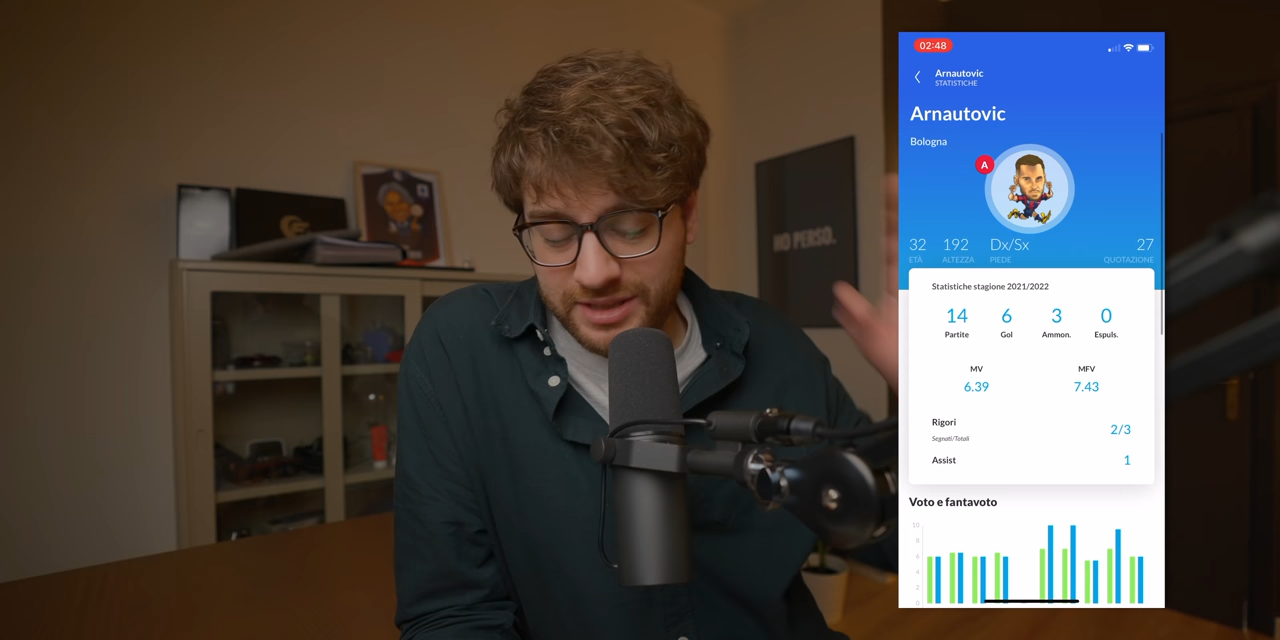 NO PERSO.
02:48
Arnautovic
STATISTICHE
Arnautovic
Bologna
A
32 192 Dx/Sx 27
ETÀ ALTEZZA PIEDE QUOTAZIONE
Statistiche stagione 2021/2022
14 6 3 0
Partite Gol Ammon. Espuls.
MV MFV
6.39 7.43
Rigori
2/3
Segnati/Totali
Assist 1
Voto e fantavoto
10
8
6
4
2
0